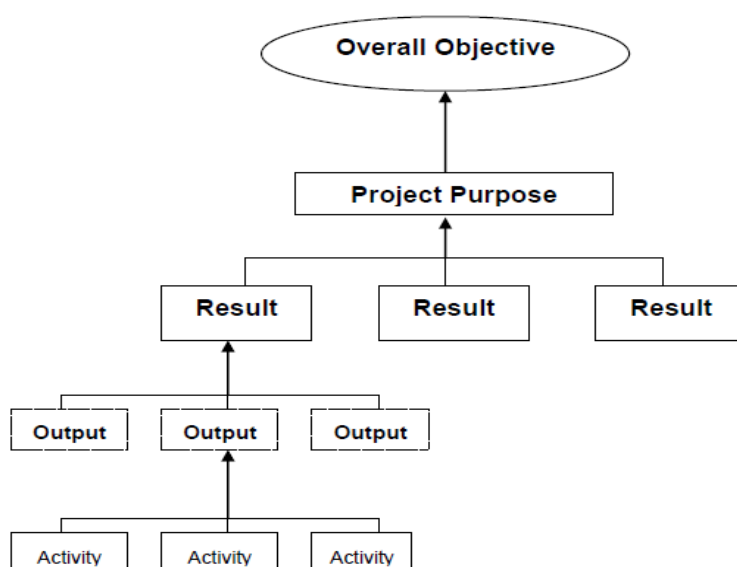 Overall Objective
Project Purpose
Result Result Result
Output Output Output
Activity Activity Activity